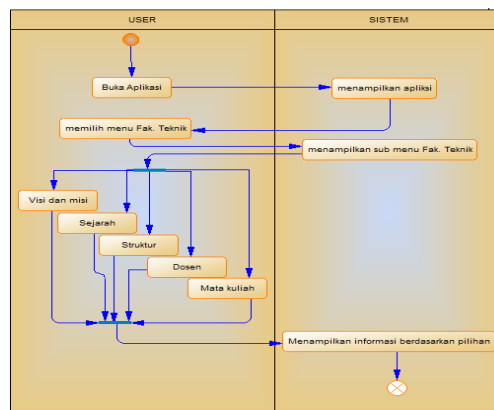 USER
SISTEM
Buka Aplikasi
menampilkan apliksi
memilih menu Fak. Teknik
menampilkan sub menu Fak. Teknik
Visi dan misi
Sejarah
Struktur
Dosen
Mata kuliah
Menampilkan informasi berdasarkan pilihan